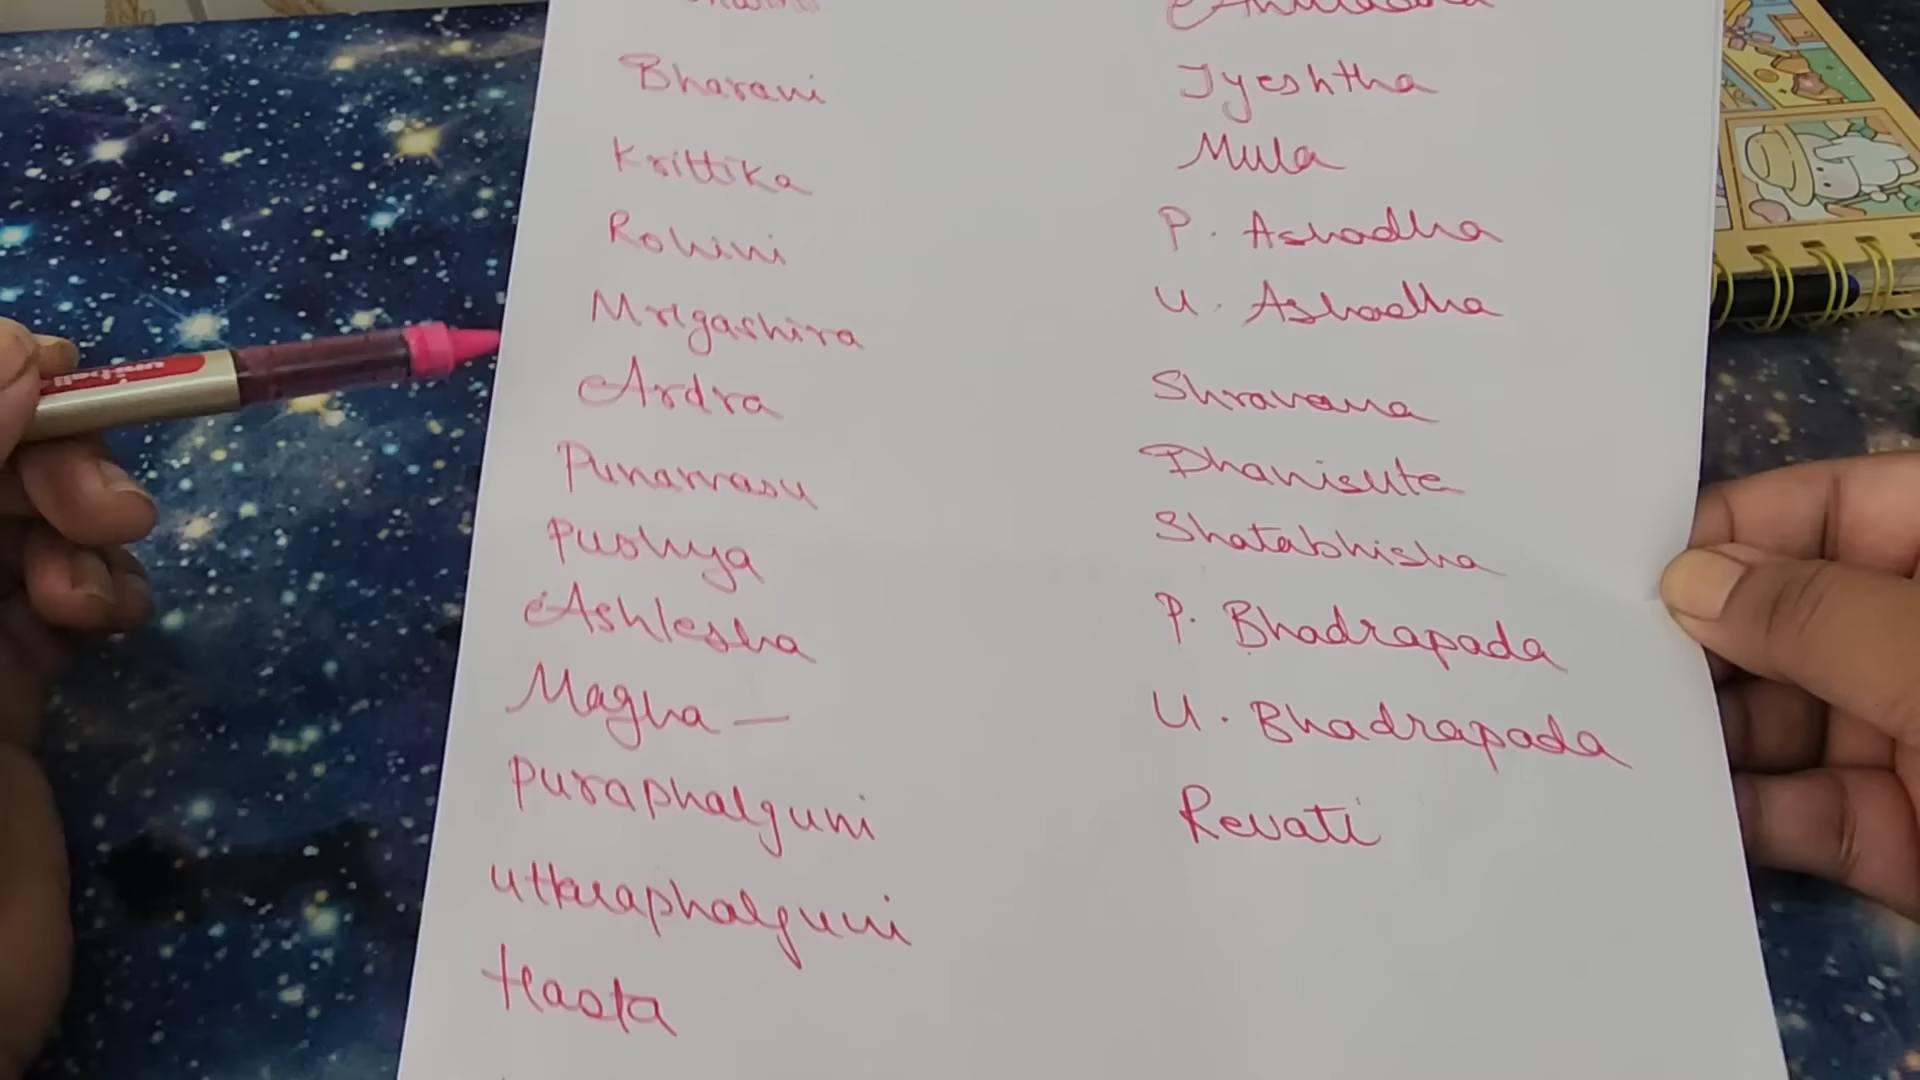 Bharani
Krittika
Rohini
Mrigashira
Ardra
Punarvasu
Pushya
Ashlesha
Magha —
Puraphalguni
uttaraphalguni
Hasta
Jyeshtha
Mula
P. Ashadha
U. Ashadha
Shravana
Dhanishta
Shatabhisha
P. Bhadrapada
U. Bhadrapada
Revati